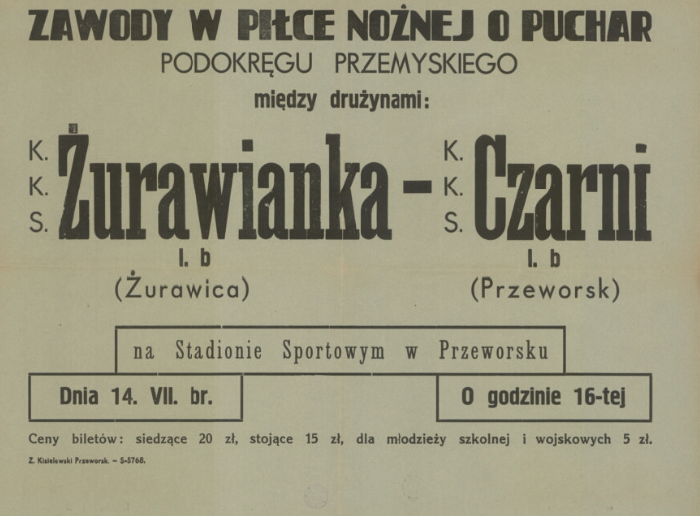 ZAWODY W PIŁCE NOŻNEJ O PUCHAR
PODOKRĘGU PRZEMYSKIEGO
między drużynami:
K. K. S. Żurawianka - K. K. S. Czarni
I. b I. b
(Żurawica) (Przeworsk)
na Stadionie Sportowym w Przeworsku
Dnia 14. VII. br. O godzinie 16-tej
Ceny biletów: siedzące 20 zł, stojące 15 zł, dla młodzieży szkolnej i wojskowych 5 zł.
Z. Kisielewski Przeworsk. — S-5768.